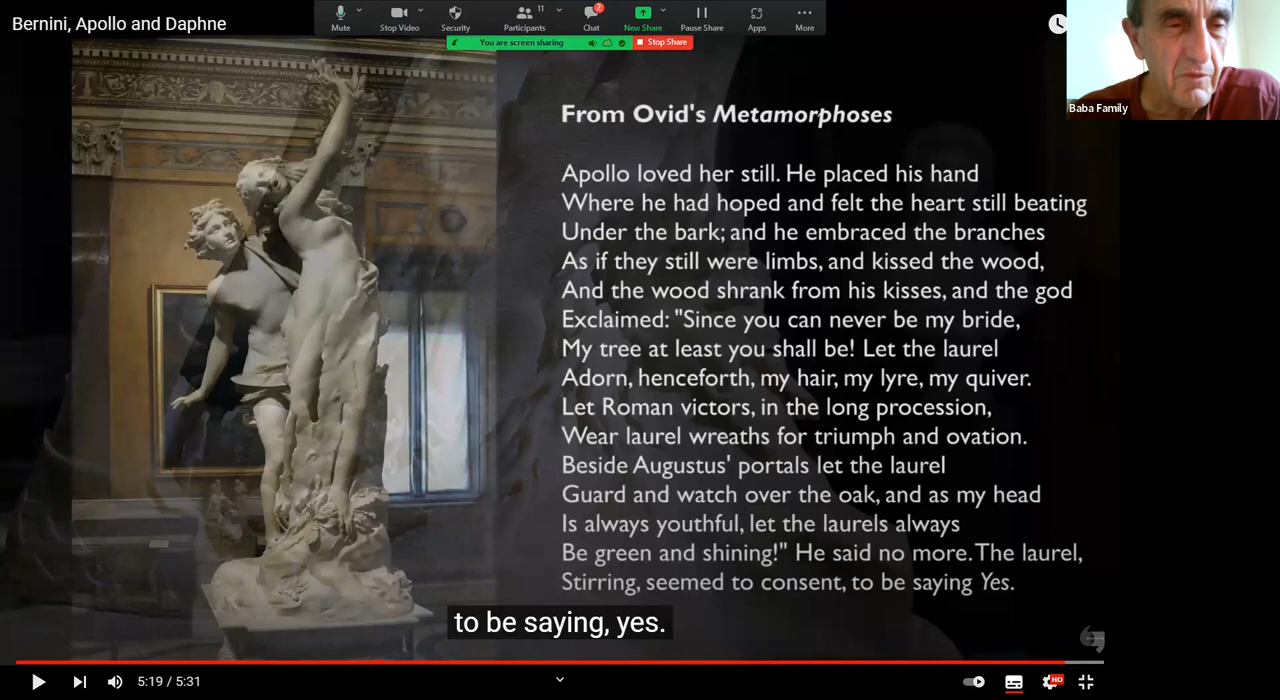 Bernini, Apollo and Daphne
Mute
Stop Video
Security
11
Participants
2
Chat
New Share
Pause Share
Apps
More
You are screen sharing
Stop Share
Baba Family
From Ovid's Metamorphoses
Apollo loved her still. He placed his hand
Where he had hoped and felt the heart still beating
Under the bark; and he embraced the branches
As if they still were limbs, and kissed the wood,
And the wood shrank from his kisses, and the god
Exclaimed: "Since you can never be my bride,
My tree at least you shall be! Let the laurel
Adorn, henceforth, my hair, my lyre, my quiver.
Let Roman victors, in the long procession,
Wear laurel wreaths for triumph and ovation.
Beside Augustus' portals let the laurel
Guard and watch over the oak, and as my head
Is always youthful, let the laurels always
Be green and shining!" He said no more. The laurel,
Stirring, seemed to consent, to be saying Yes.
to be saying, yes.
5:19 / 5:31
HD